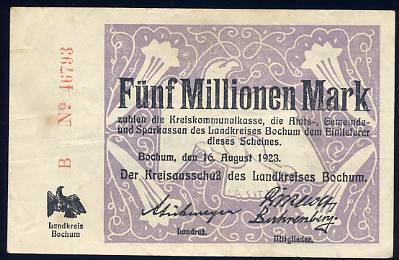 B Nº 46793
Fünf Millionen Mark
zahlen die Kreiskommunalkasse, die Amts-, Gemeinde-
und Sparkassen des Landkreises Bochum dem Einlieferer
dieses Scheines.
Bochum, den 16. August 1923.
Der Kreisausschaß des Landkreises Bochum.
Landrat.
Mitglieder.
Landkreis
Bochum